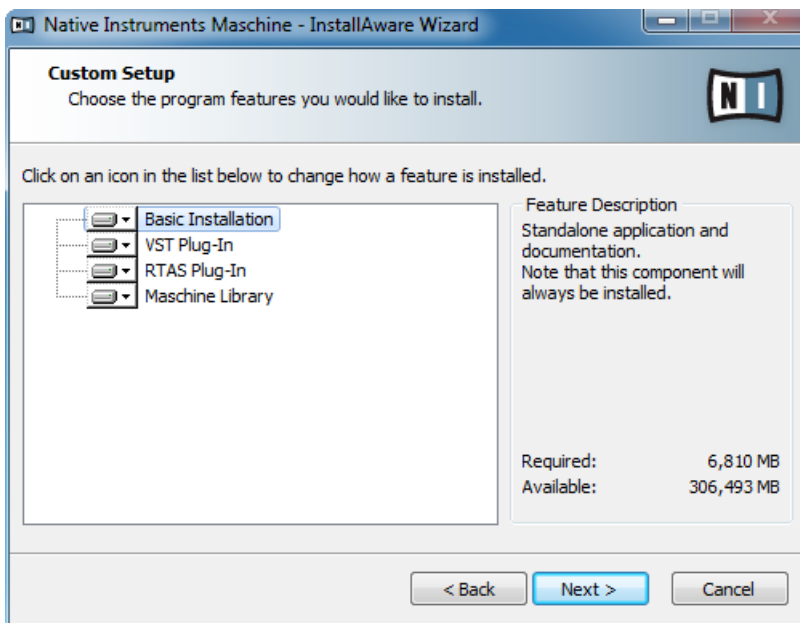 Native Instruments Maschine - InstallAware Wizard
Custom Setup
Choose the program features you would like to install.
N I
Click on an icon in the list below to change how a feature is installed.
Basic Installation
VST Plug-In
RTAS Plug-In
Maschine Library
Feature Description
Standalone application and
documentation.
Note that this component will
always be installed.
Required: 6,810 MB
Available: 306,493 MB
< Back Next > Cancel